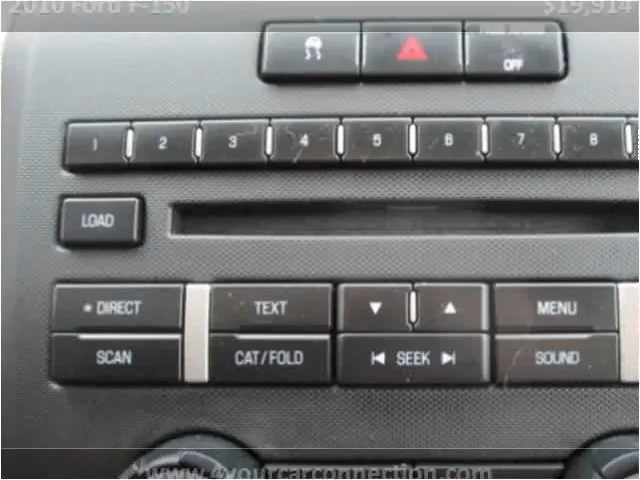 2010 Ford F-150 $19,914
OFF
1 2 3 4 5 6 7 8
LOAD
* DIRECT TEXT MENU
SCAN CAT/FOLD SEEK SOUND
www.4yourcarconnection.com